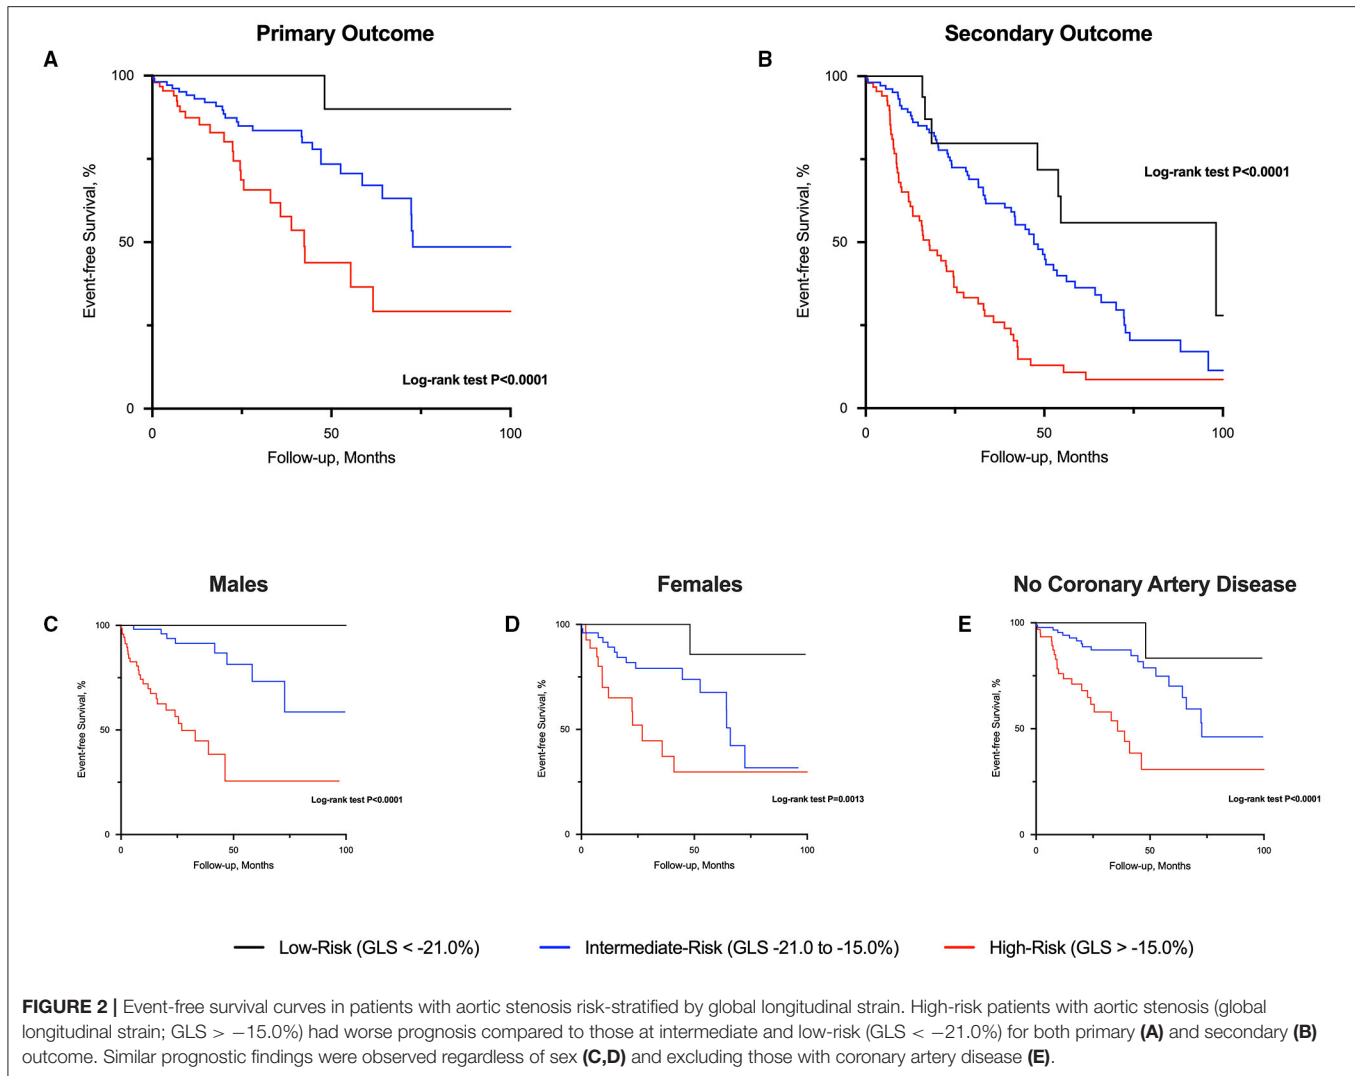 Primary Outcome
A
100
50
0
Event-free Survival, %
Log-rank test P<0.0001
0 50 100
Follow-up, Months
Secondary Outcome
B
100
50
0
Event-free Survival, %
Log-rank test P<0.0001
0 50 100
Follow-up, Months
Males
C
100
50
0
Event-free Survival, %
Log-rank test P<0.0001
0 50 100
Follow-up, Months
Females
D
100
50
0
Event-free Survival, %
Log-rank test P=0.0013
0 50 100
Follow-up, Months
No Coronary Artery Disease
E
100
50
0
Event-free Survival, %
Log-rank test P<0.0001
0 50 100
Follow-up, Months
Low-Risk (GLS < -21.0%) Intermediate-Risk (GLS -21.0 to -15.0%) High-Risk (GLS > -15.0%)
FIGURE 2 | Event-free survival curves in patients with aortic stenosis risk-stratified by global longitudinal strain. High-risk patients with aortic stenosis (global
longitudinal strain; GLS > −15.0%) had worse prognosis compared to those at intermediate and low-risk (GLS < −21.0%) for both primary (A) and secondary (B)
outcome. Similar prognostic findings were observed regardless of sex (C,D) and excluding those with coronary artery disease (E).